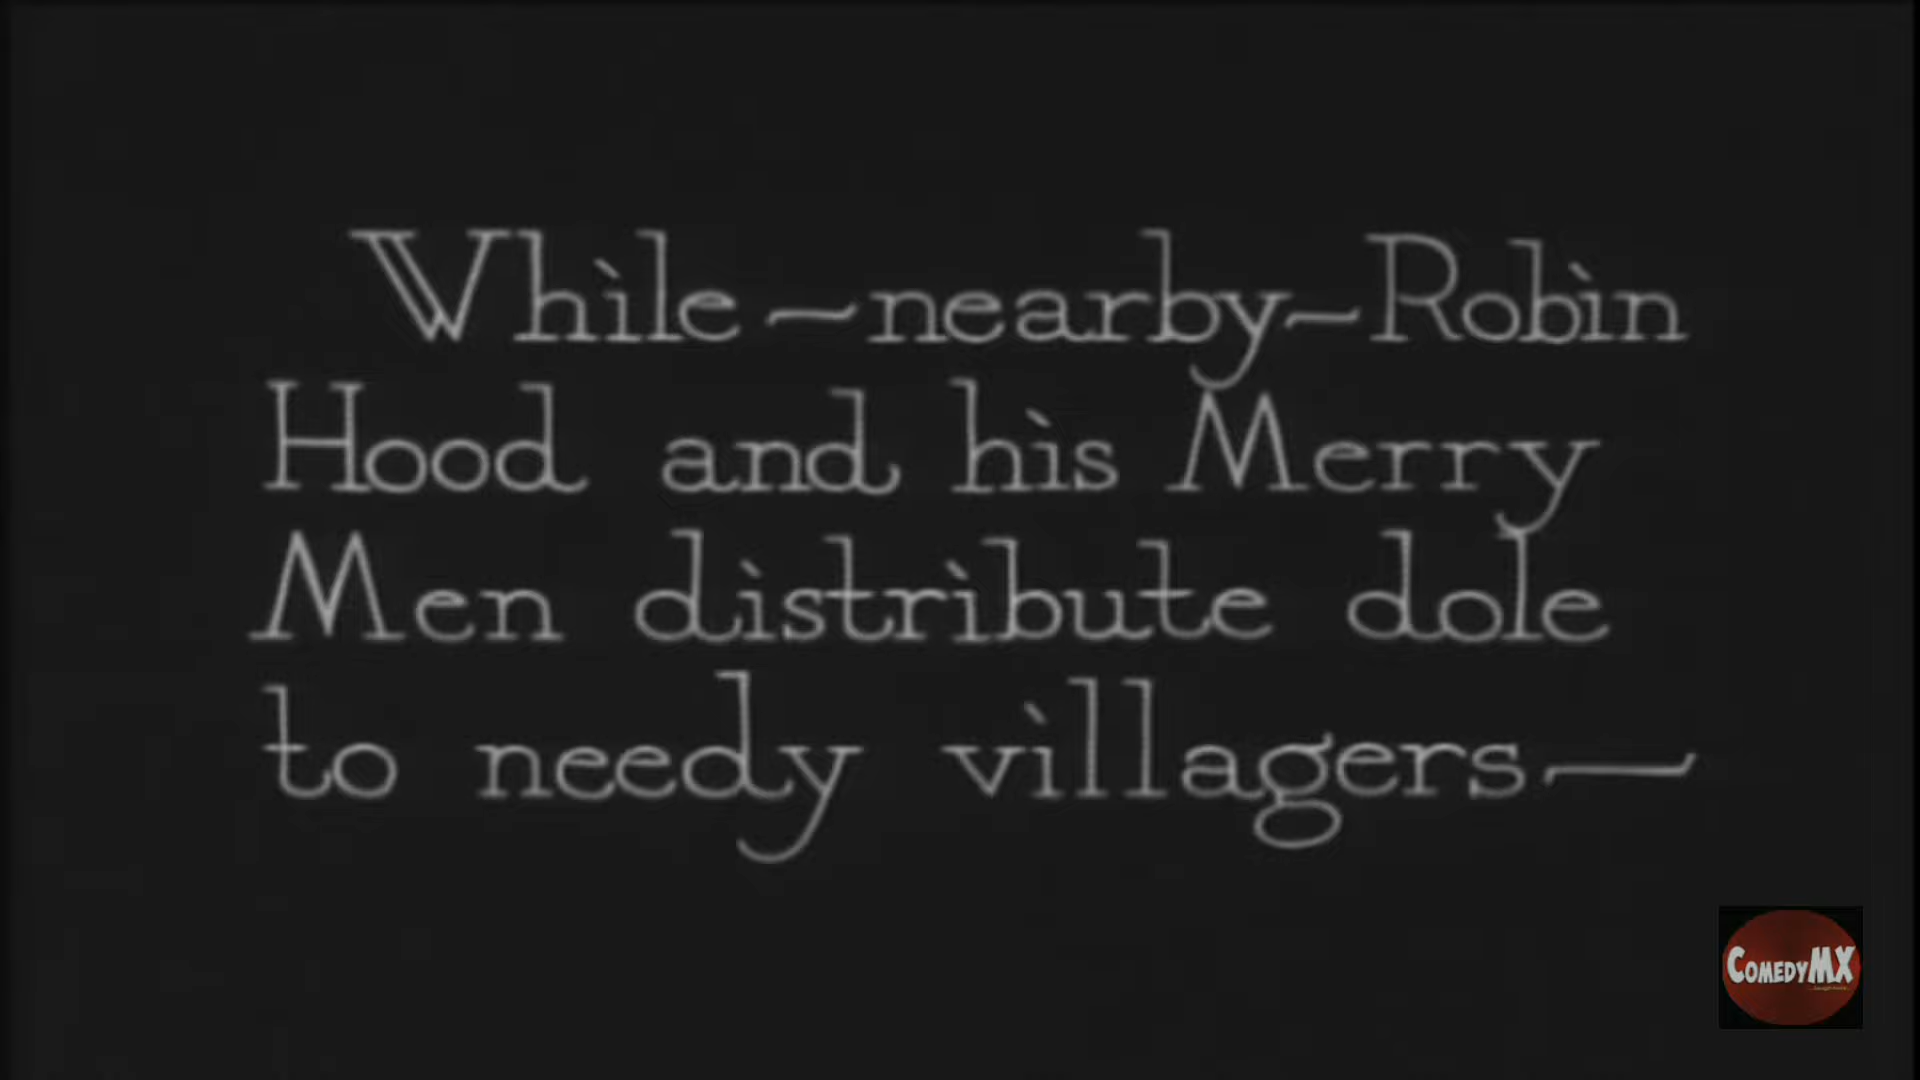 While — nearby — Robin
Hood and his Merry
Men distribute dole
to needy villagers —
COMEDYMX